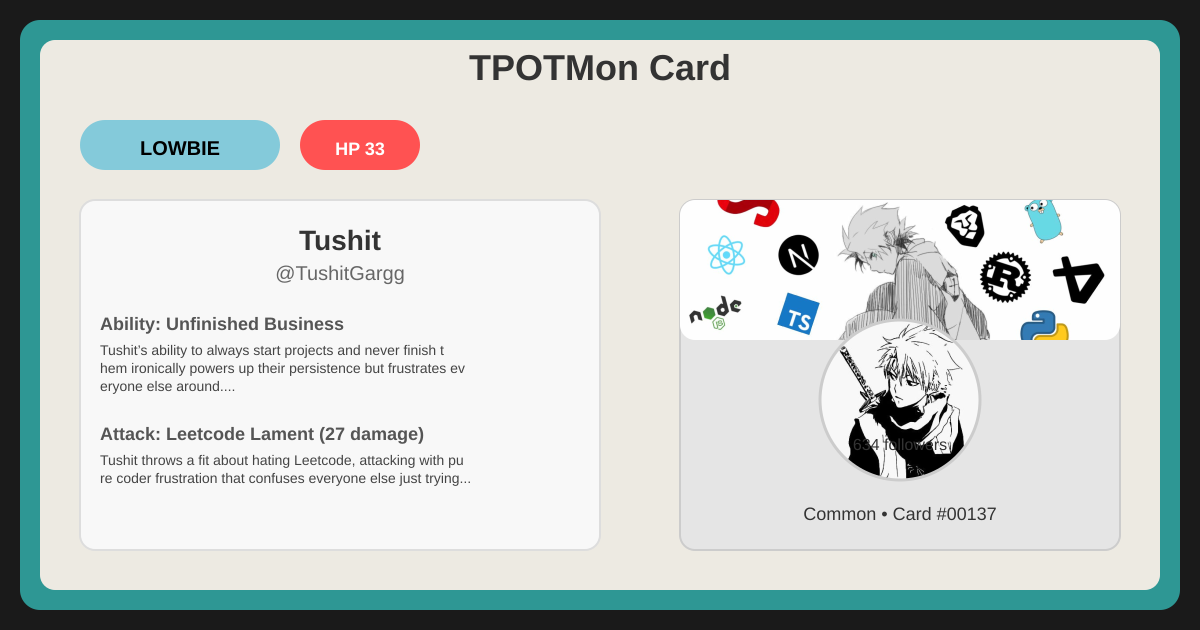 TPOTMon Card
LOWBIE
HP 33
Tushit
@TushitGargg
Ability: Unfinished Business
Tushit's ability to always start projects and never finish t
hem ironically powers up their persistence but frustrates ev
eryone else around....
Attack: Leetcode Lament (27 damage)
Tushit throws a fit about hating Leetcode, attacking with pu
re coder frustration that confuses everyone else just trying...
N
node
JS
TS
R
634 followers
Common • Card #00137